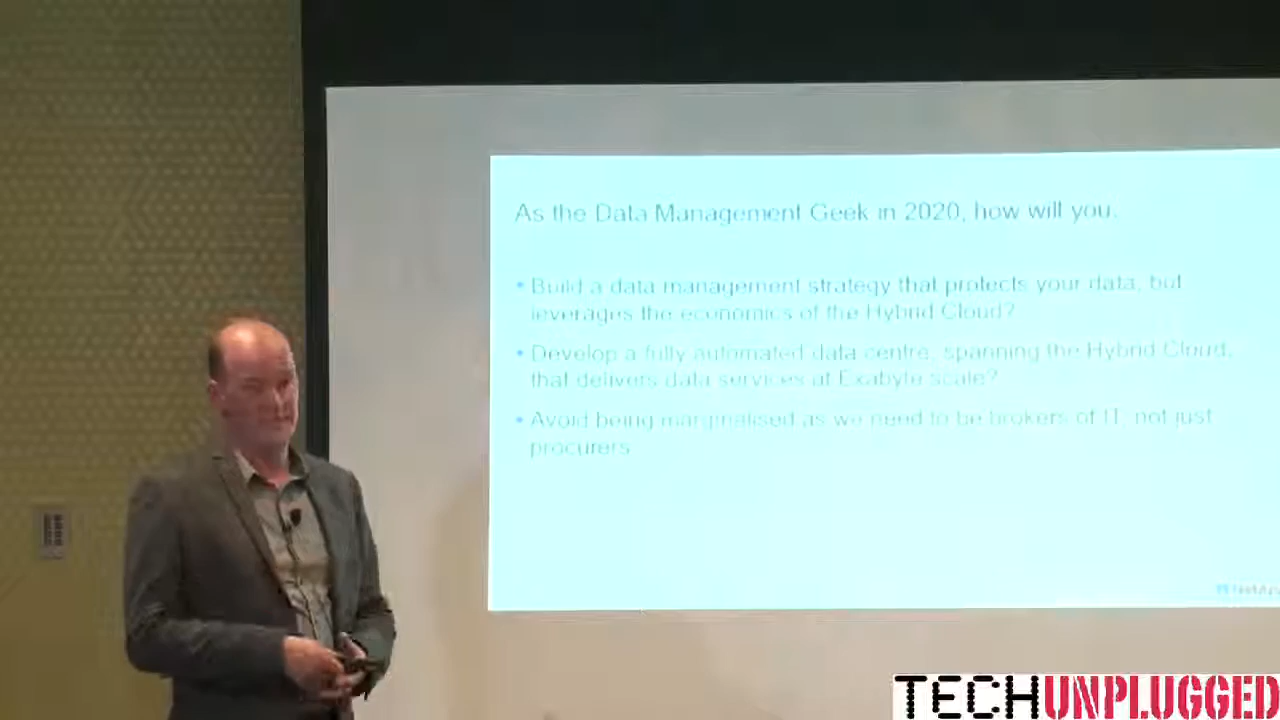 As the Data Management Geek in 2020, how will you:
• Build a data management strategy that protects your data, but
leverages the economics of the Hybrid Cloud?
• Develop a fully automated data centre, spanning the Hybrid Cloud,
that delivers data services at Exabyte scale?
• Avoid being marginalised as we need to be brokers of IT, not just
procurers
NetApp
TECHUNPLUGGED